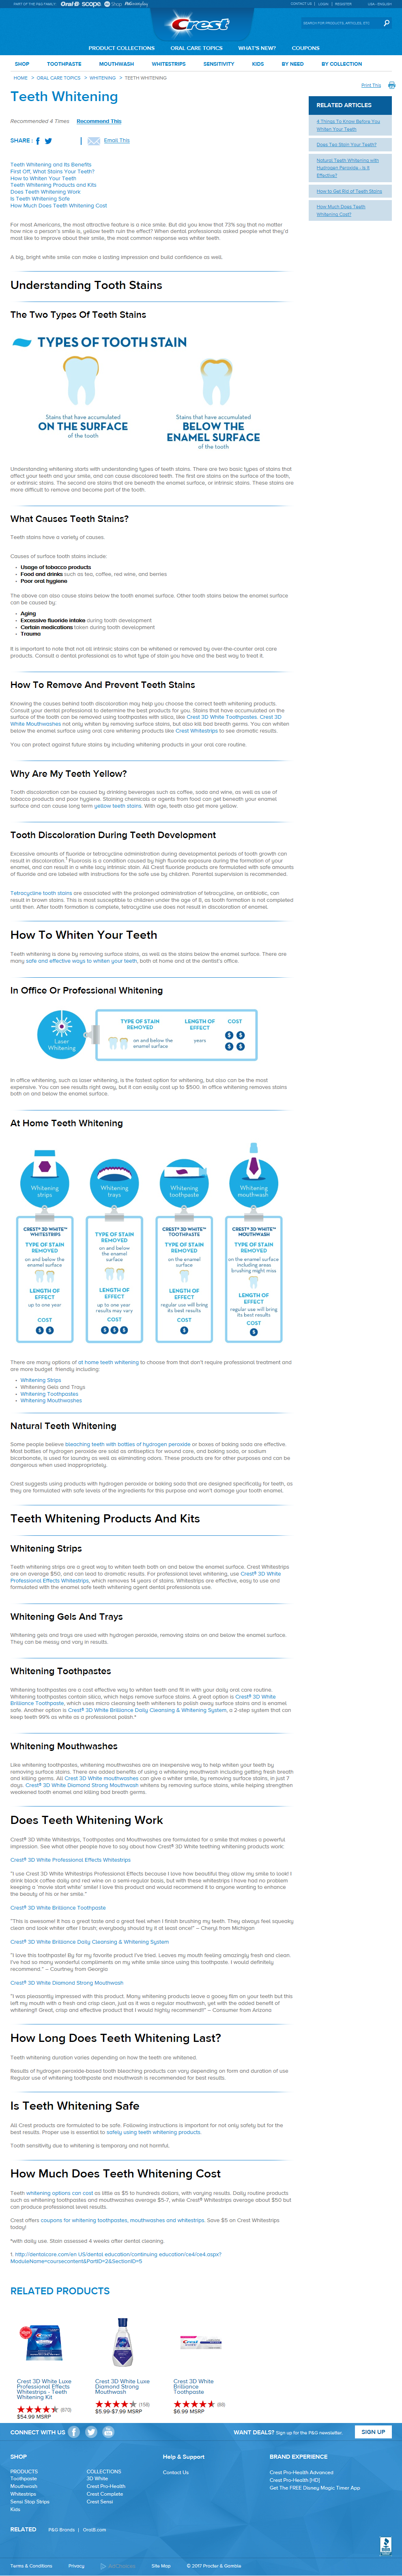 PART OF THE P&G FAMILY
Oral B
scope
Stop
P&G everyday
CONTACT US | LOGIN | REGISTER
USA - ENGLISH
Crest
SEARCH FOR PRODUCTS, ARTICLES, ETC
PRODUCT COLLECTIONS ORAL CARE TOPICS WHAT'S NEW? COUPONS
SHOP TOOTHPASTE MOUTHWASH WHITESTRIPS SENSITIVITY KIDS BY NEED BY COLLECTION
HOME > ORAL CARE TOPICS > WHITENING > TEETH WHITENING
Print This
Teeth Whitening
Recommended 4 Times Recommend This
SHARE: | Email This
RELATED ARTICLES
4 Things To Know Before You
Whiten Your Teeth
Does Tea Stain Your Teeth?
Natural Teeth Whitening with
Hydrogen Peroxide - Is it
Effective?
How to Get Rid of Teeth Stains
How Much Does Teeth
Whitening Cost?
Teeth Whitening and Its Benefits
First Off, What Stains Your Teeth?
How to Whiten Your Teeth
Teeth Whitening Products and Kits
Does Teeth Whitening Work
Is Teeth Whitening Safe
How Much Does Teeth Whitening Cost
For most Americans, the most attractive feature is a nice smile. But did you know that 73% say that no matter
how nice a person's smile is, yellow teeth ruin the effect? When dental professionals asked people what they'd
most like to improve about their smile, the most common response was whiter teeth.
A big, bright white smile can make a lasting impression and build confidence as well.
Understanding Tooth Stains
The Two Types Of Teeth Stains
TYPES OF TOOTH STAIN
Stains that have accumulated
ON THE SURFACE
of the tooth
Stains that have accumulated
BELOW THE
ENAMEL SURFACE
of the tooth
Understanding whitening starts with understanding types of teeth stains. There are two basic types of stains that
affect your teeth and your smile, and can cause discolored teeth. The first are stains on the surface of the tooth,
or extrinsic stains. The second are stains that are beneath the enamel surface, or intrinsic stains. These stains are
more difficult to remove and become part of the tooth.
What Causes Teeth Stains?
Teeth stains have a variety of causes.
Causes of surface tooth stains include:
• Usage of tobacco products
• Food and drinks such as tea, coffee, red wine, and berries
• Poor oral hygiene
The above can also cause stains below the tooth enamel surface. Other tooth stains below the enamel surface
can be caused by:
• Aging
• Excessive fluoride intake during tooth development
• Certain medications taken during tooth development
• Trauma
It is important to note that not all intrinsic stains can be whitened or removed by over-the-counter oral care
products. Consult a dental professional as to what type of stain you have and the best way to treat it.
How To Remove And Prevent Teeth Stains
Knowing the causes behind tooth discoloration may help you choose the correct teeth whitening products.
Consult your dental professional to determine the best product for you. Stains that have accumulated on the
surface of the tooth can be removed using toothpastes with silica, like Crest 3D White Toothpastes. Crest 3D
White Mouthwashes not only whiten by removing surface stains, but also kill bad breath germs. You can whiten
below the enamel surface using oral care whitening products like Crest Whitestrips to see dramatic results.
You can protect against future stains by including whitening products in your oral care routine.
Why Are My Teeth Yellow?
Tooth discoloration can be caused by drinking beverages such as coffee, soda and wine, as well as use of
tobacco products and poor hygiene. Staining chemicals or agents from food can get beneath your enamel
surface and can cause long term yellow teeth stains. With age, teeth also get more yellow.
Tooth Discoloration During Teeth Development
Excessive amounts of fluoride or tetracycline administration during developmental periods of tooth growth can
result in discoloration.1 Fluorosis is a condition caused by high fluoride exposure during the formation of your
enamel, and can result in a white lacy, intrinsic stain. All Crest fluoride products are formulated with safe amounts
of fluoride and are labeled with instructions for the safe use by children. Parental supervision is recommended.
Tetracycline tooth stains are associated with the prolonged administration of tetracycline, an antibiotic, can
result in brown stains. This is most susceptible to children under the age of 8, as tooth formation is not completed
until then. After tooth formation is complete, tetracycline use does not result in discoloration of enamel.
How To Whiten Your Teeth
Teeth whitening is done by removing surface stains, as well as the stains below the enamel surface. There are
many safe and effective ways to whiten your teeth, both at home and at the dentist's office.
In Office Or Professional Whitening
Laser
Whitening
TYPE OF STAIN
REMOVED
on and below the
enamel surface
LENGTH OF
EFFECT
years
COST
$ $
$ $
In office whitening, such as laser whitening, is the fastest option for whitening, but also can be the most
expensive. You can see results right away, but it can easily cost up to $500. In office whitening removes stains
both on and below the enamel surface.
At Home Teeth Whitening
Whitening
strips
Whitening
trays
Whitening
toothpaste
Whitening
mouthwash
CREST® 3D WHITE™
WHITESTRIPS
TYPE OF STAIN
REMOVED
on and below the
enamel surface
LENGTH OF
EFFECT
up to one year
COST
$ $
TYPE OF STAIN
REMOVED
on and below
the enamel
surface
LENGTH OF
EFFECT
up to one year
results may vary
COST
$ $ $
CREST® 3D WHITE™
TOOTHPASTE
TYPE OF STAIN
REMOVED
on the enamel
surface
LENGTH OF
EFFECT
regular use will bring
its best results
COST
$
CREST® 3D WHITE™
MOUTHWASH
TYPE OF STAIN
REMOVED
on the enamel surface
including areas
brushing might miss
LENGTH OF
EFFECT
regular use will bring
its best results
COST
$
There are many options of at home teeth whitening to choose from that don't require professional treatment and
are more budget friendly including:
• Whitening Strips
• Whitening Gels and Trays
• Whitening Toothpastes
• Whitening Mouthwashes
Natural Teeth Whitening
Some people believe bleaching teeth with bottles of hydrogen peroxide or boxes of baking soda are effective.
Most bottles of hydrogen peroxide are sold as antiseptics for wound care, and baking soda, or sodium
bicarbonate, is used for laundry as well as eliminating odors. These products are for other purposes and can be
dangerous when used inappropriately.
Crest suggests using products with hydrogen peroxide or baking soda that are designed specifically for teeth, as
they are formulated with safe levels of the ingredients for this purpose and won't damage your tooth enamel.
Teeth Whitening Products And Kits
Whitening Strips
Teeth whitening strips are a great way to whiten teeth both on and below the enamel surface. Crest Whitestrips
are on average $50, and can lead to dramatic results. For professional level whitening, use Crest® 3D White
Professional Effects Whitestrips, which removes 14 years of stains. Whitestrips are effective, easy to use and
formulated with the enamel safe teeth whitening agent dental professionals use.
Whitening Gels And Trays
Whitening gels and trays are used with hydrogen peroxide, removing stains on and below the enamel surface.
They can be messy and vary in results.
Whitening Toothpastes
Whitening toothpastes are a cost effective way to whiten teeth and fit in with your daily oral care routine.
Whitening toothpastes contain silica, which helps remove surface stains. A great option is Crest® 3D White
Brilliance Toothpaste, which uses micro cleansing teeth whiteners to polish away surface stains and is enamel
safe. Another option is Crest® 3D White Brilliance Daily Cleansing & Whitening System, a 2-step system that can
keep teeth 99% as white as a professional polish.*
Whitening Mouthwashes
Like whitening toothpastes, whitening mouthwashes are an inexpensive way to help whiten your teeth by
removing surface stains. There are added benefits of using a whitening mouthwash including getting fresh breath
and killing germs. All Crest 3D White mouthwashes can give a whiter smile, by removing surface stains, in just 7
days. Crest® 3D White Diamond Strong Mouthwash whitens by removing surface stains, while helping strengthen
weakened tooth enamel and killing bad breath germs.
Does Teeth Whitening Work
Crest® 3D White Whitestrips, Toothpastes and Mouthwashes are formulated for a smile that makes a powerful
impression. See what other people have to say about how Crest® 3D White teething whitening products work:
Crest® 3D White Professional Effects Whitestrips
"I use Crest 3D White Whitestrips Professional Effects because I love how beautiful they allow my smile to look! I
drink black coffee daily and red wine on a semi-regular basis, but with these whitestrips I have had no problem
keeping a 'movie start white' smile! I love this product and would recommend it to anyone wanting to enhance
the beauty of his or her smile."
Crest® 3D White Brilliance Toothpaste
"This is awesome! It has a great taste and a great feel when I finish brushing my teeth. They always feel squeaky
clean and look whiter after I brush; everybody should try it at least once!" – Cheryl from Michigan
Crest® 3D White Brilliance Daily Cleansing & Whitening System
"I love this toothpaste! By far my favorite product I've tried. Leaves my mouth feeling amazingly fresh and clean.
I've had so many wonderful compliments on my white smile since using this toothpaste. I would definitely
recommend." – Courtney from Georgia
Crest® 3D White Diamond Strong Mouthwash
"I was pleasantly impressed with this product. Many whitening products leave a gooey film on your teeth but this
left my mouth with a fresh and clean feel, just as it was a regular mouthwash, yet with the added benefit of
whitening!! Great, crisp and effective product that I would highly recommend!!" – Consumer from Arizona
How Long Does Teeth Whitening Last?
Teeth whitening duration varies depending on how the teeth are whitened.
Results of hydrogen peroxide-based tooth bleaching products can vary depending on form and duration of use
Regular use of whitening toothpaste and mouthwash is recommended for best results.
Is Teeth Whitening Safe
All Crest products are formulated to be safe. Following instructions is important for not only safety but for the
best results. Proper use is essential to safely using teeth whitening products.
Tooth sensitivity due to whitening is temporary and not harmful.
How Much Does Teeth Whitening Cost
Teeth whitening options can cost as little as $5 to hundreds of dollars, with varying results. Daily routine products
such as whitening toothpastes and mouthwashes average $5-7, while Crest® Whitestrips average about $50 but
can produce professional level results.
Crest offers coupons for whitening toothpastes, mouthwashes and whitestrips. Save $5 on Crest Whitestrips
today!
*with daily use. Stain assessed 4 weeks after dental cleaning.
1. http://dentalcare.com/en US/dental education/continuing education/ce4/ce4.aspx?
ModuleName=coursecontent&PartID=2&SectionID=5
RELATED PRODUCTS
Crest 3D White Luxe
Professional Effects
Whitestrips - Teeth
Whitening Kit
(870)
$54.99 MSRP
Crest 3D White Luxe
Diamond Strong
Mouthwash
(158)
$5.99-$7.99 MSRP
Crest 3D White
Brilliance
Toothpaste
(88)
$6.99 MSRP
CONNECT WITH US
WANT DEALS? Sign up for the P&G newsletter. SIGN UP
SHOP
PRODUCTS
Toothpaste
Mouthwash
Whitestrips
Sensi Stop Strips
Kids
COLLECTIONS
3D White
Crest Pro-Health
Crest Complete
Crest Sensi
Help & Support
Contact Us
BRAND EXPERIENCE
Crest Pro-Health Advanced
Crest Pro-Health [HD]
Get The FREE Disney Magic Timer App
RELATED P&G Brands | OralB.com
BBB
Terms & Conditions Privacy AdChoices Site Map © 2017 Procter & Gamble